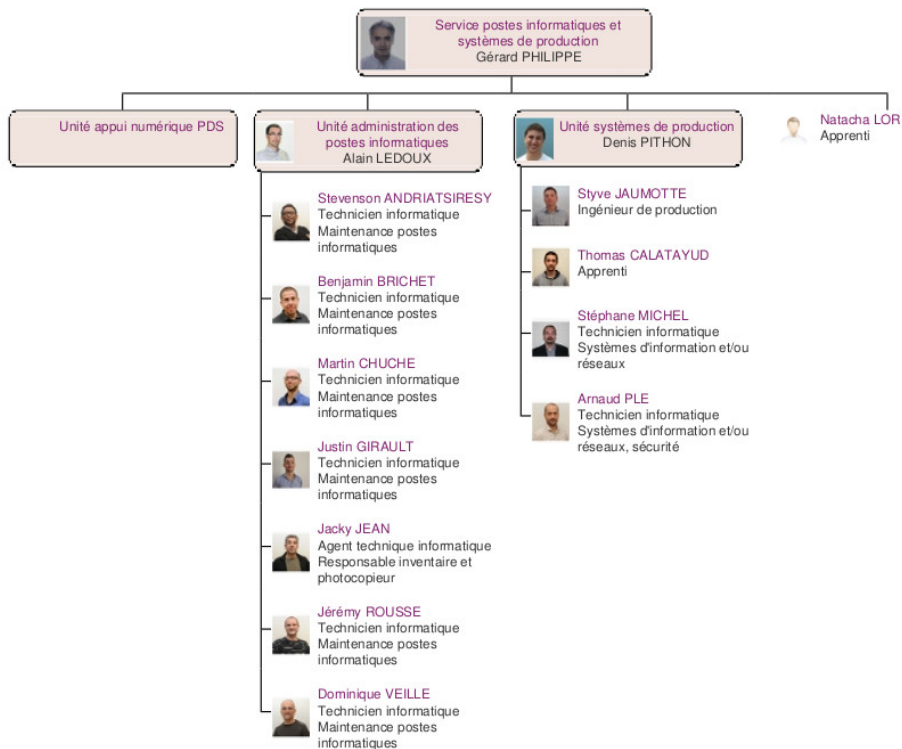 Service postes informatiques et
systèmes de production
Gérard PHILIPPE
Unité appui numérique PDS
Unité administration des
postes informatiques
Alain LEDOUX
Unité systèmes de production
Denis PITHON
Natacha LOR
Apprenti
Stevenson ANDRIATSIRESY
Technicien informatique
Maintenance postes
informatiques
Benjamin BRICHET
Technicien informatique
Maintenance postes
informatiques
Martin CHUCHE
Technicien informatique
Maintenance postes
informatiques
Justin GIRAULT
Technicien informatique
Maintenance postes
informatiques
Jacky JEAN
Agent technique informatique
Responsable inventaire et
photocopieur
Jérémy ROUSSE
Technicien informatique
Maintenance postes
informatiques
Dominique VEILLE
Technicien informatique
Maintenance postes
informatiques
Styve JAUMOTTE
Ingénieur de production
Thomas CALATAYUD
Apprenti
Stéphane MICHEL
Technicien informatique
Systèmes d'information et/ou
réseaux
Arnaud PLE
Technicien informatique
Systèmes d'information et/ou
réseaux, sécurité